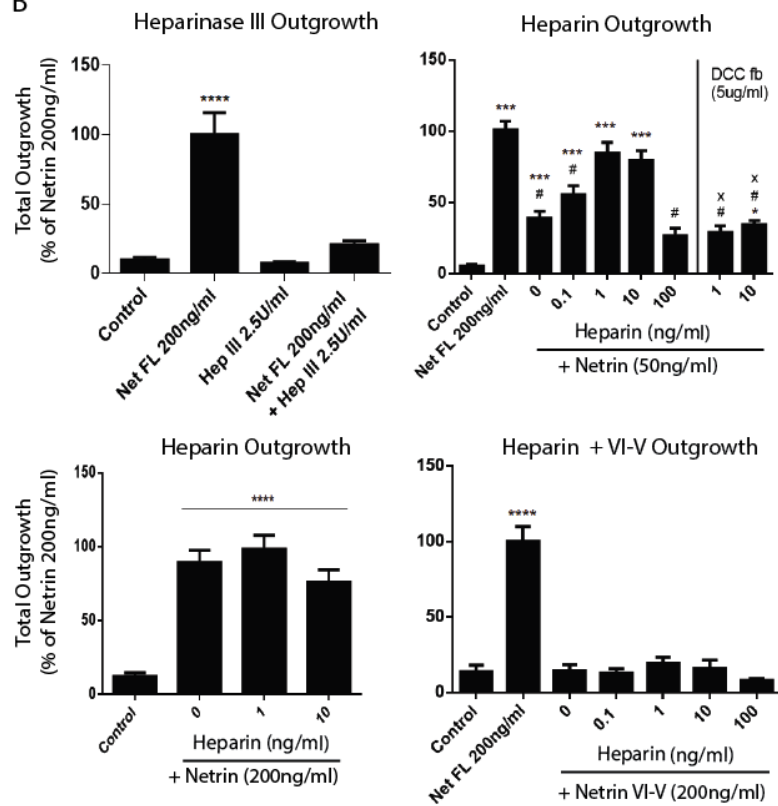 B
Heparinase III Outgrowth
Total Outgrowth
(% of Netrin 200ng/ml)
150
100
50
0
****
Control
Net FL 200ng/ml
Hep III 2.5U/ml
Net FL 200ng/ml
+ Hep III 2.5U/ml
Heparin Outgrowth
150
100
50
0
***
***
#
***
#
***
***
#
DCC fb
(5ug/ml)
x
#
x
#
*
Control
Net FL 200ng/ml
0
0.1
1
10
100
1
10
Heparin (ng/ml)
+ Netrin (50ng/ml)
Heparin Outgrowth
Total Outgrowth
(% of Netrin 200ng/ml)
150
100
50
0
****
Control
0
1
10
Heparin (ng/ml)
+ Netrin (200ng/ml)
Heparin + VI-V Outgrowth
150
100
50
0
****
Control
Net FL 200ng/ml
0
0.1
1
10
100
Heparin (ng/ml)
+ Netrin VI-V (200ng/ml)